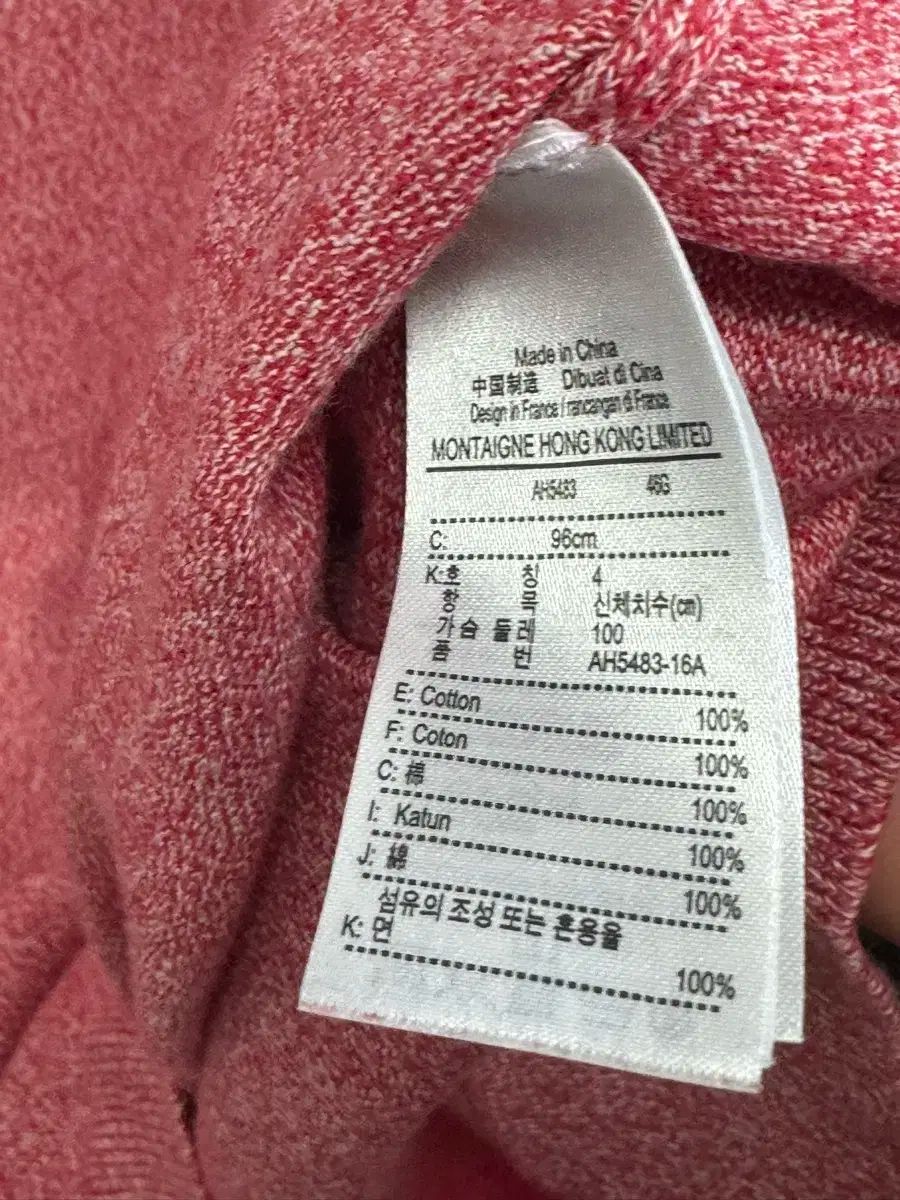 Made in China
中国制造 Dibuat di Cina
Design in France / rancangan di France
MONTAIGNE HONG KONG LIMITED
AH5483 46G
C: 96cm
K:호 칭 4
항 목 신체치수(cm)
가슴 둘레 100
품 번 AH5483-16A
E: Cotton 100%
F: Coton 100%
C: 棉 100%
I: Katun 100%
J: 綿 100%
섬유의 조성 또는 혼용율
K: 면 100%